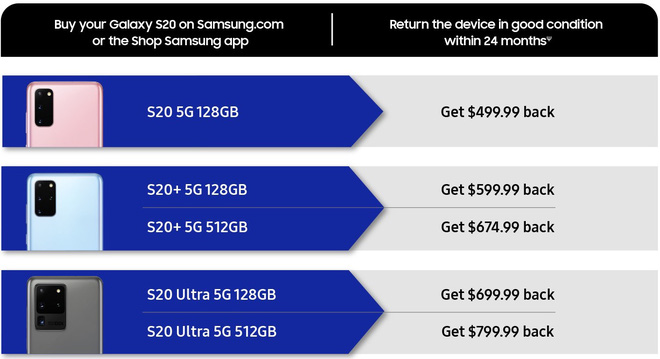 Buy your Galaxy S20 on Samsung.com
or the Shop Samsung app
Return the device in good condition
within 24 months
S20 5G 128GB
Get $499.99 back
S20+ 5G 128GB
Get $599.99 back
S20+ 5G 512GB
Get $674.99 back
S20 Ultra 5G 128GB
Get $699.99 back
S20 Ultra 5G 512GB
Get $799.99 back